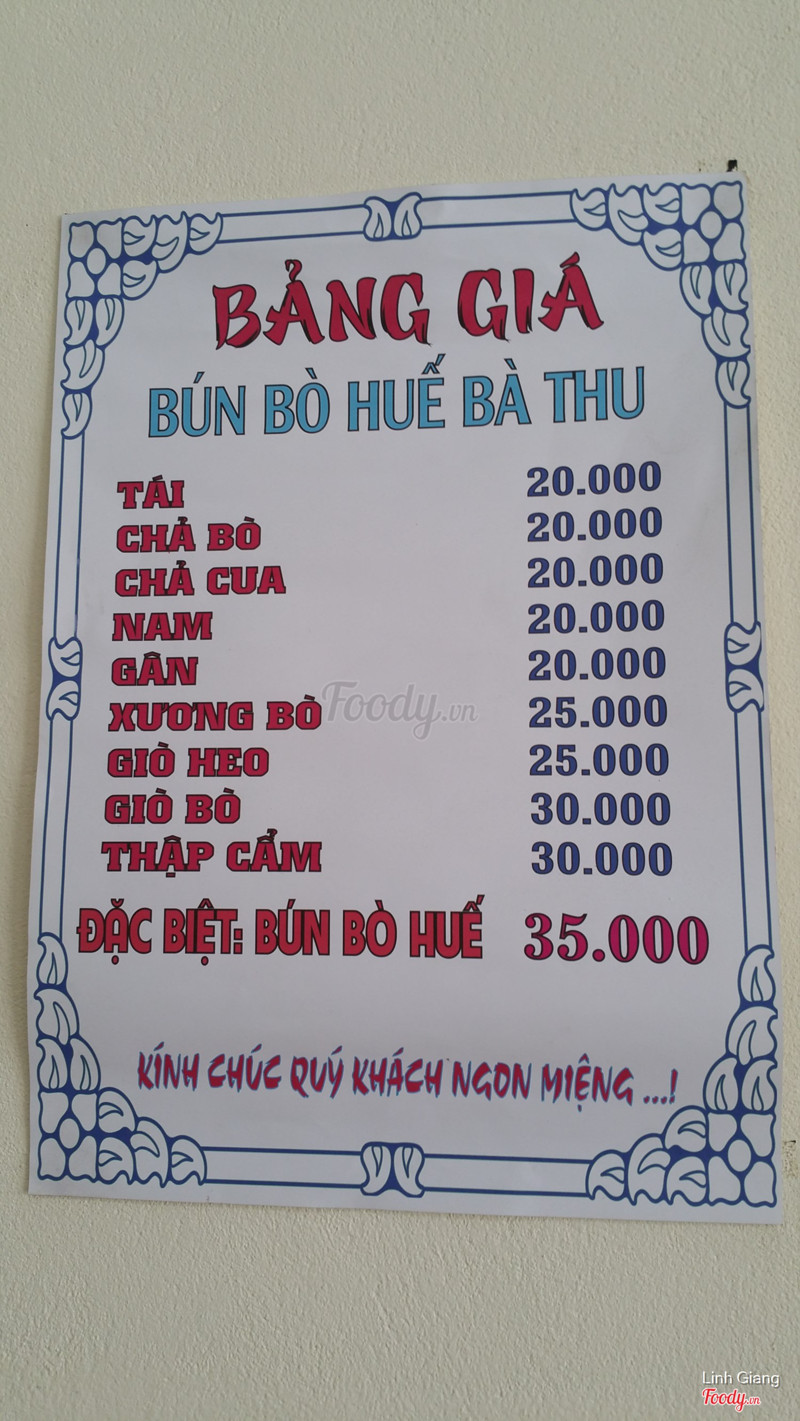 BẢNG GIÁ
BÚN BÒ HUẾ BÀ THU
TÁI 20.000
CHẢ BÒ 20.000
CHẢ CUA 20.000
NAM 20.000
GÂN 20.000
XƯƠNG BÒ 25.000
GIÒ HEO 25.000
GIÒ BÒ 30.000
THẬP CẨM 30.000
ĐẶC BIỆT: BÚN BÒ HUẾ 35.000
KÍNH CHÚC QUÝ KHÁCH NGON MIỆNG ...!
Foody.vn
Linh Giang
Foody.vn